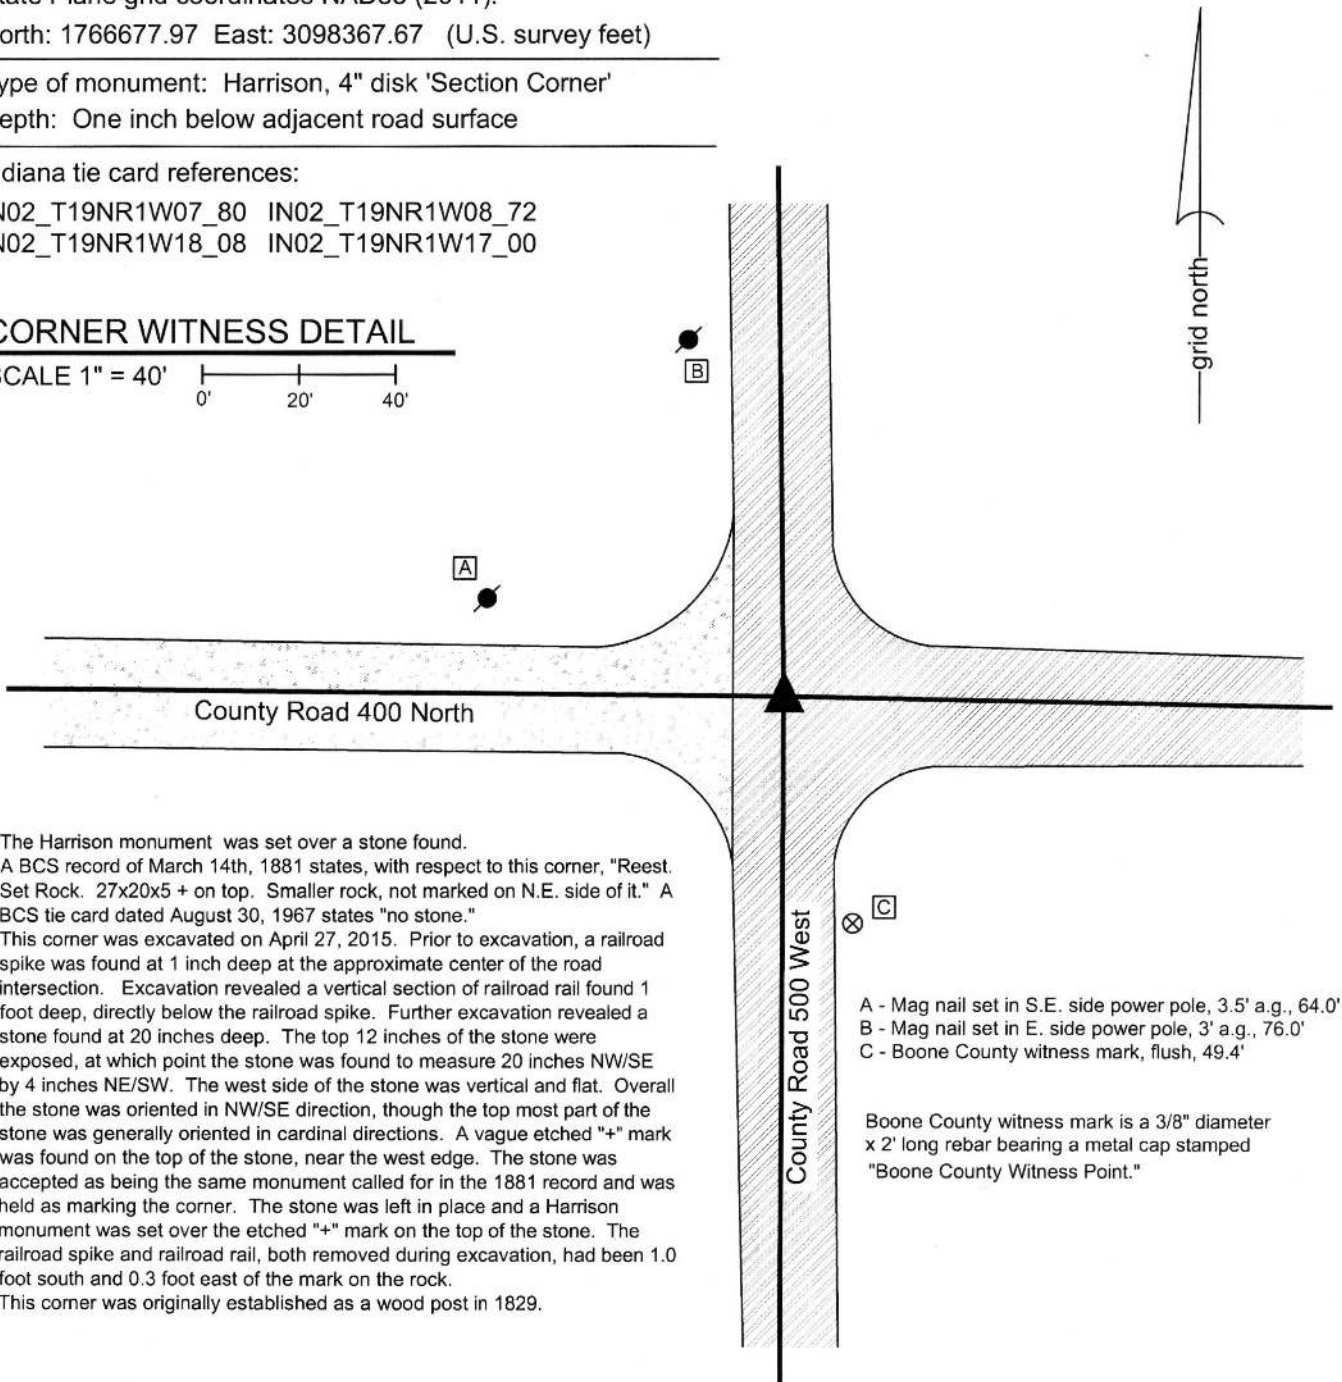 North: 1766677.97 East: 3098367.67 (U.S. survey feet)
of monument: Harrison, 4" disk 'Section Corner'
One inch below adjacent road surface
tie card references:
IN02_T19NR1W07_80 IN02_T19NR1W08_72
IN02_T19NR1W18_08 IN02_T19NR1W17_00
CORNER WITNESS DETAIL
SCALE 1" = 40'
0' 20' 40'
grid north
B
A
County Road 400 North
C
County Road 500 West
The Harrison monument was set over a stone found.
A BCS record of March 14th, 1881 states, with respect to this corner, "Reest.
Set Rock. 27x20x5 + on top. Smaller rock, not marked on N.E. side of it." A
BCS tie card dated August 30, 1967 states "no stone."
This corner was excavated on April 27, 2015. Prior to excavation, a railroad
spike was found at 1 inch deep at the approximate center of the road
intersection. Excavation revealed a vertical section of railroad rail found 1
foot deep, directly below the railroad spike. Further excavation revealed a
stone found at 20 inches deep. The top 12 inches of the stone were
exposed, at which point the stone was found to measure 20 inches NW/SE
by 4 inches NE/SW. The west side of the stone was vertical and flat. Overall
the stone was oriented in NW/SE direction, though the top most part of the
stone was generally oriented in cardinal directions. A vague etched "+" mark
was found on the top of the stone, near the west edge. The stone was
accepted as being the same monument called for in the 1881 record and was
held as marking the corner. The stone was left in place and a Harrison
monument was set over the etched "+" mark on the top of the stone. The
railroad spike and railroad rail, both removed during excavation, had been 1.0
foot south and 0.3 foot east of the mark on the rock.
This corner was originally established as a wood post in 1829.
A - Mag nail set in S.E. side power pole, 3.5' a.g., 64.0'
B - Mag nail set in E. side power pole, 3' a.g., 76.0'
C - Boone County witness mark, flush, 49.4'
Boone County witness mark is a 3/8" diameter
x 2' long rebar bearing a metal cap stamped
"Boone County Witness Point."